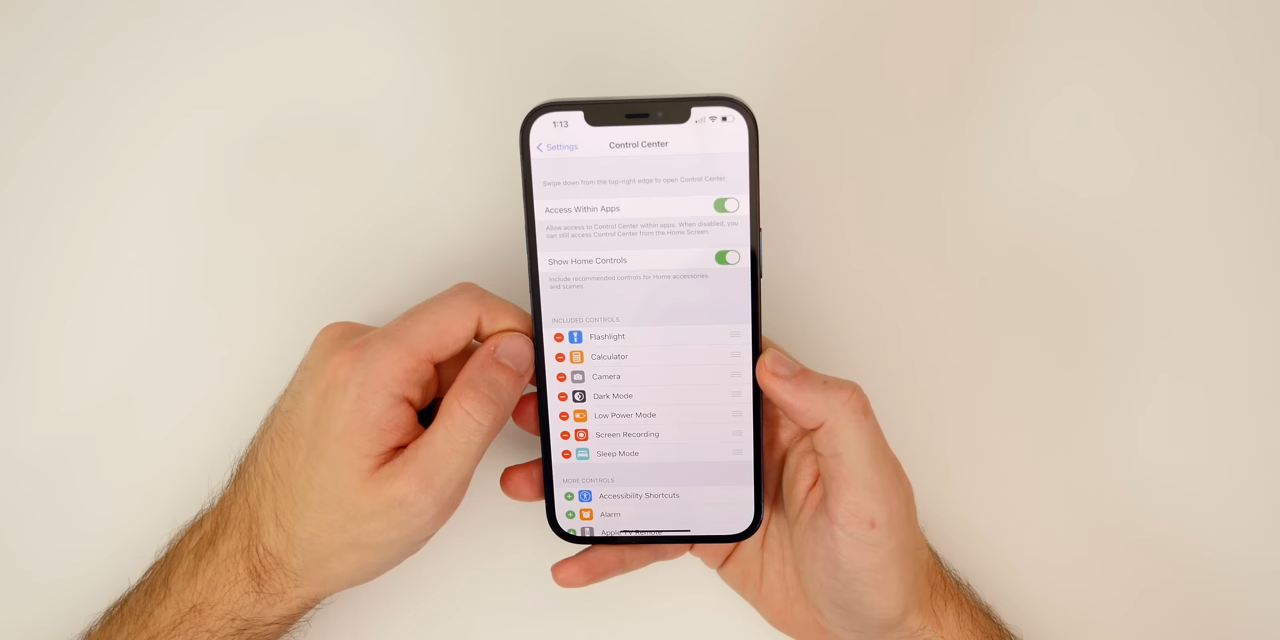 1:13
Settings
Control Center
Swipe down from the top-right edge to open Control Center.
Access Within Apps
Allow access to Control Center within apps. When disabled, you
can still access Control Center from the Home Screen.
Show Home Controls
Include recommended controls for Home accessories
and scenes.
INCLUDED CONTROLS
Flashlight
Calculator
Camera
Dark Mode
Low Power Mode
Screen Recording
Sleep Mode
MORE CONTROLS
Accessibility Shortcuts
Alarm
Apple TV Remote